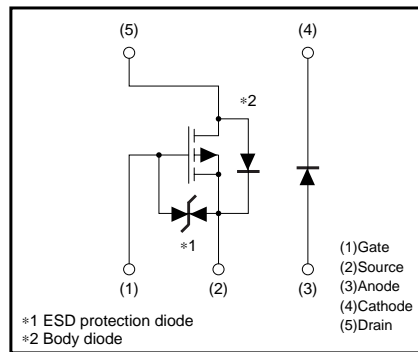 (5) (4)
∗2
∗1
(1) (2) (3)
(1)Gate
(2)Source
(3)Anode
(4)Cathode
(5)Drain
∗1 ESD protection diode
∗2 Body diode